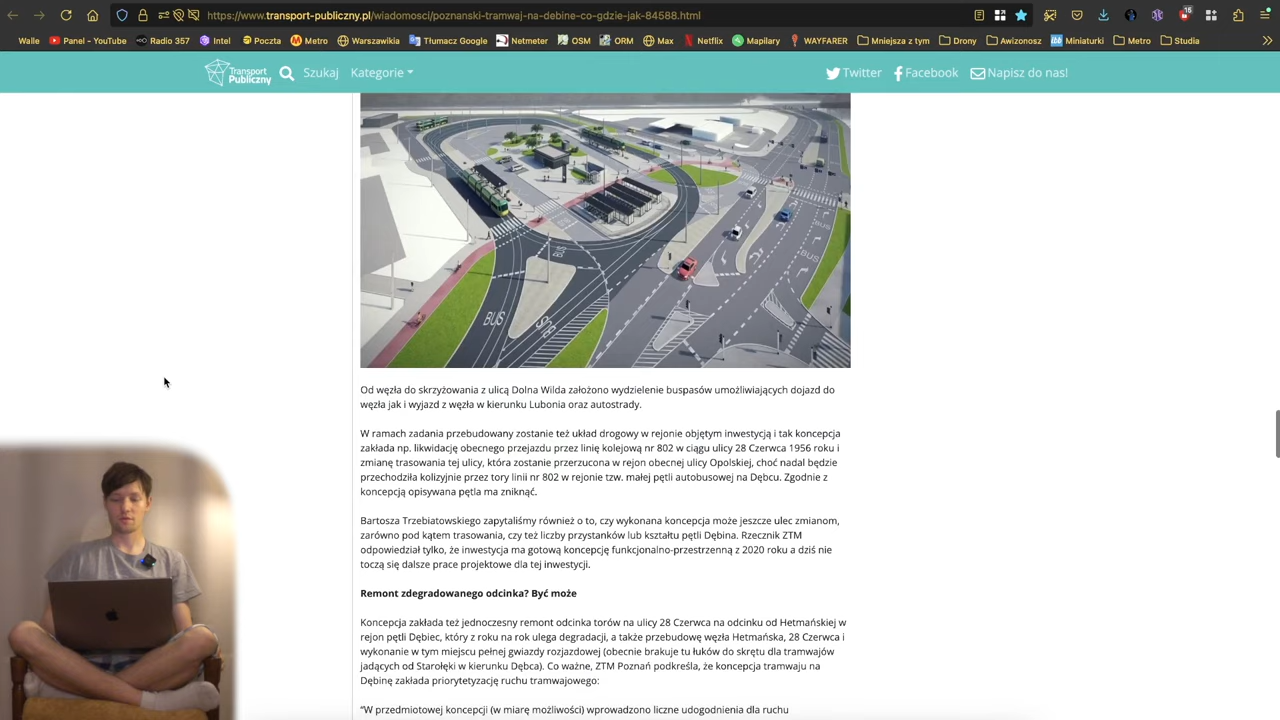 https://www.transport-publiczny.pl/wiadomosci/poznanski-tramwaj-na-debine-co-gdzie-jak-84588.html
15
Walle Panel - YouTube Radio 357 Intel Poczta Metro Warszawikia Tłumacz Google Netmeter OSM ORM Max Netflix Mapilary WAYFARER Mniejsza z tym Drony Awizonosz Miniaturki Metro Studia
Transport Publiczny Szukaj Kategorie Twitter Facebook Napisz do nas!
BUS
BUS
BUS
BUS
Od węzła do skrzyżowania z ulicą Dolna Wilda założono wydzielenie buspasów umożliwiających dojazd do
węzła jak i wyjazd z węzła w kierunku Lubonia oraz autostrady.
W ramach zadania przebudowany zostanie też układ drogowy w rejonie objętym inwestycją i tak koncepcja
zakłada np. likwidację obecnego przejazdu przez linię kolejową nr 802 w ciągu ulicy 28 Czerwca 1956 roku i
zmianę trasowania tej ulicy, która zostanie przerzucona w rejon obecnej ulicy Opolskiej, choć nadal będzie
przechodziła kolizyjnie przez tory linii nr 802 w rejonie tzw. małej pętli autobusowej na Dębcu. Zgodnie z
koncepcją opisywana pętla ma zniknąć.
Bartosza Trzebiatowskiego zapytaliśmy również o to, czy wykonana koncepcja może jeszcze ulec zmianom,
zarówno pod kątem trasowania, czy też liczby przystanków lub kształtu pętli Dębina. Rzecznik ZTM
odpowiedział tylko, że inwestycja ma gotową koncepcję funkcjonalno-przestrzenną z 2020 roku a dziś nie
toczą się dalsze prace projektowe dla tej inwestycji.
Remont zdegradowanego odcinka? Być może
Koncepcja zakłada też jednoczesny remont odcinka torów na ulicy 28 Czerwca na odcinku od Hetmańskiej w
rejon pętli Dębiec, który z roku na rok ulega degradacji, a także przebudowę węzła Hetmańska, 28 Czerwca i
wykonanie w tym miejscu pełnej gwiazdy rozjazdowej (obecnie brakuje tu łuków do skrętu dla tramwajów
jadących od Starołęki w kierunku Dębca). Co ważne, ZTM Poznań podkreśla, że koncepcja tramwaju na
Dębinę zakłada priorytetyzację ruchu tramwajowego:
“W przedmiotowej koncepcji (w miarę możliwości) wprowadzono liczne udogodnienia dla ruchu